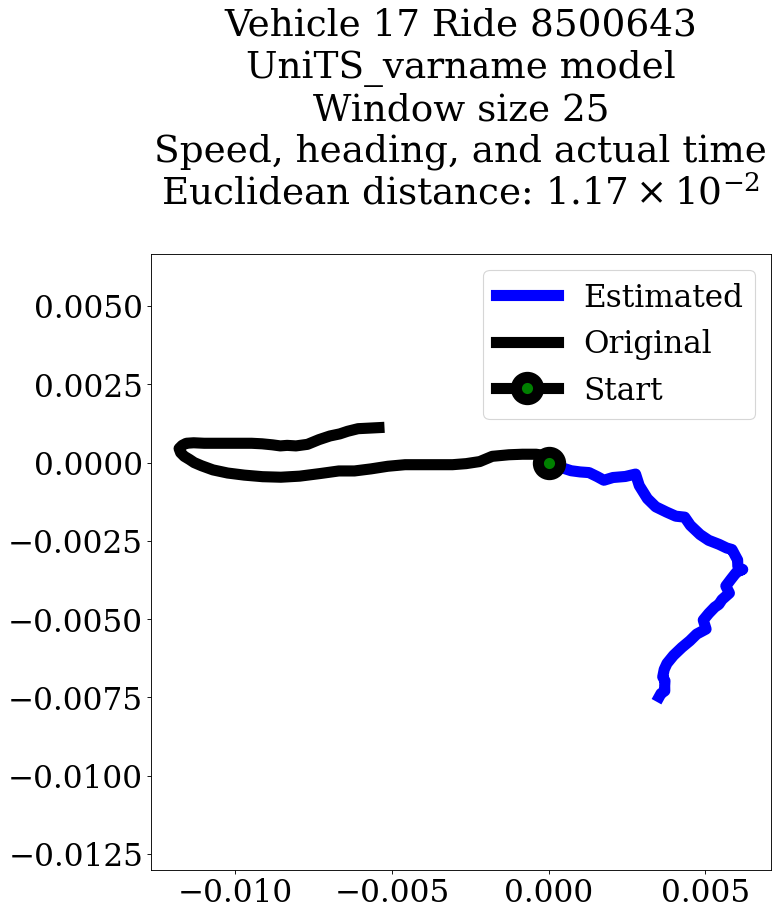 Vehicle 17 Ride 8500643
UniTS_varname model
Window size 25
Speed, heading, and actual time
Euclidean distance: 1.17 × 10⁻²
Estimated
Original
Start
0.0050
0.0025
0.0000
−0.0025
−0.0050
−0.0075
−0.0100
−0.0125
−0.010 −0.005 0.000 0.005